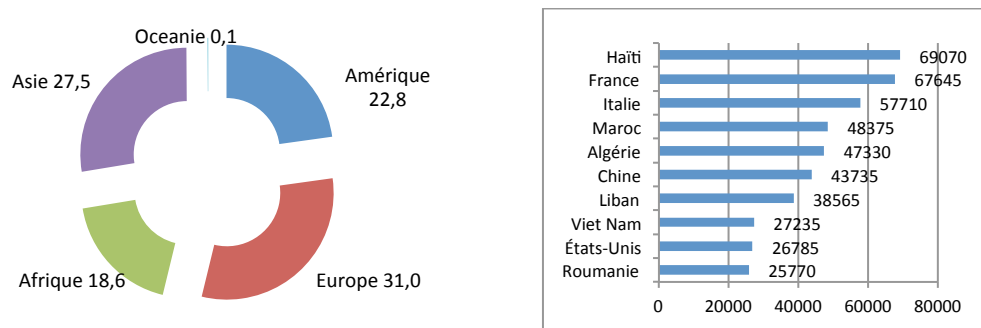 Oceanie 0,1
Asie 27,5
Amérique
22,8
Afrique 18,6
Europe 31,0
Haïti 69070
France 67645
Italie 57710
Maroc 48375
Algérie 47330
Chine 43735
Liban 38565
Viet Nam 27235
États-Unis 26785
Roumanie 25770
0 20000 40000 60000 80000